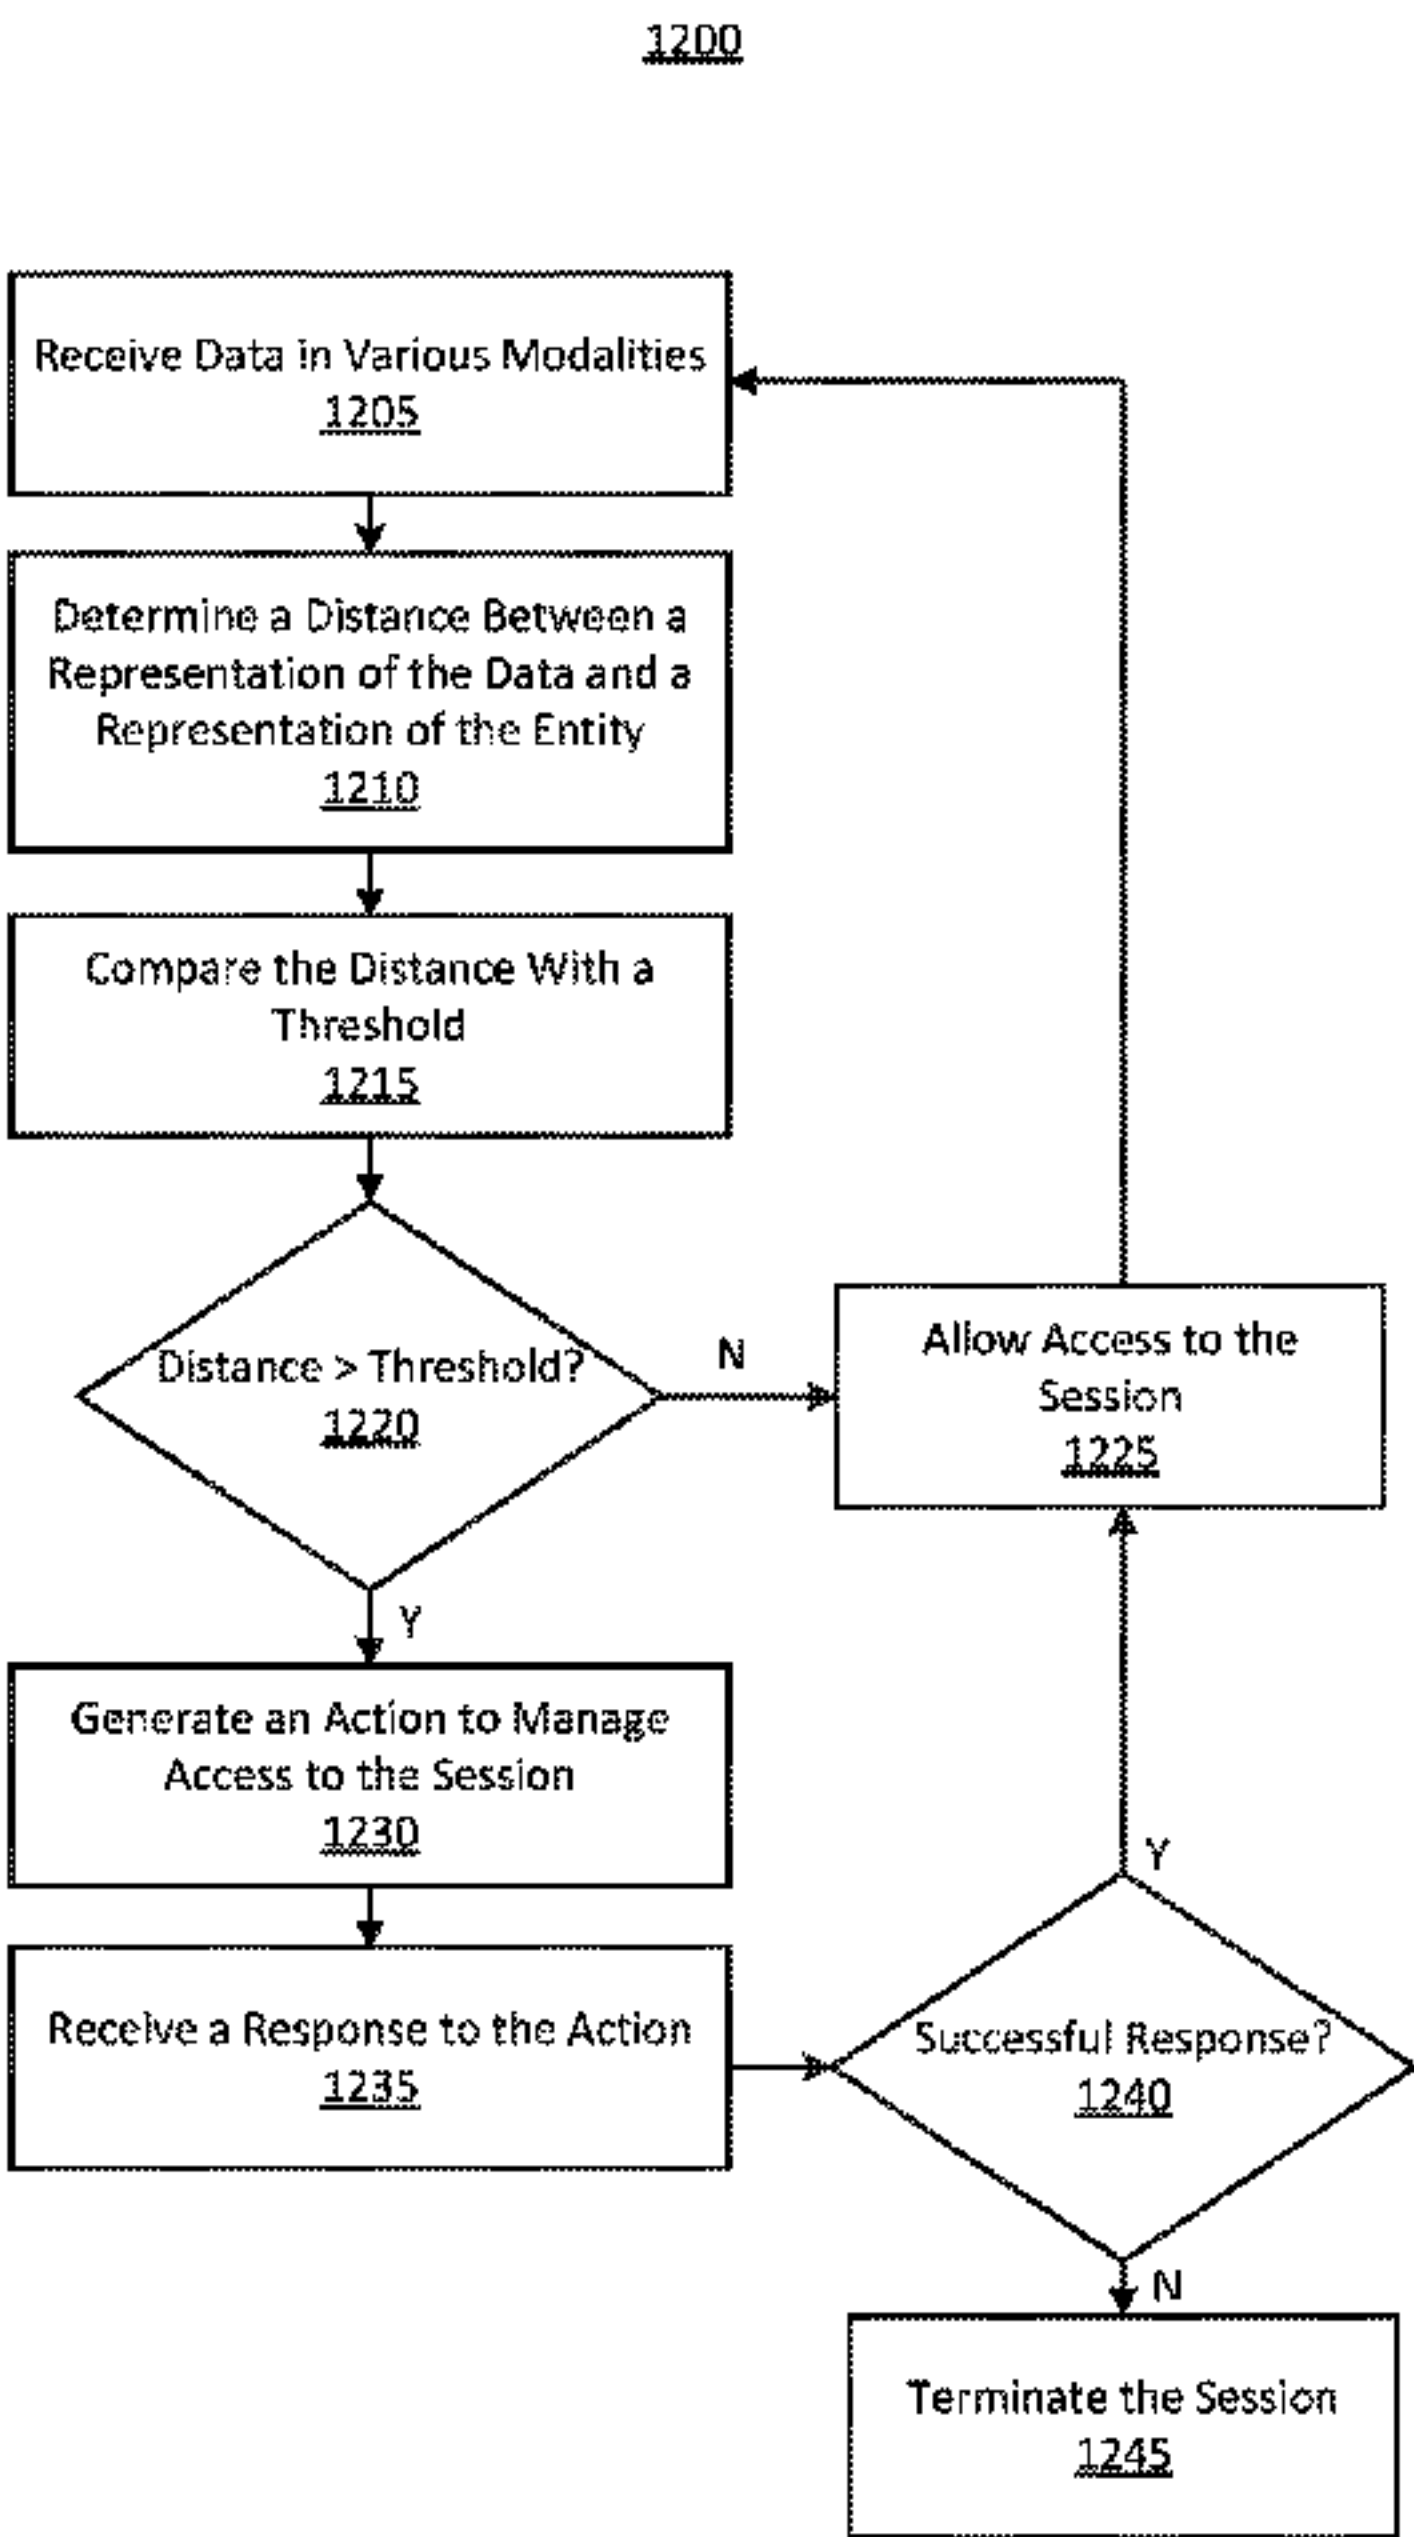 1200
Receive Data in Various Modalities
1205
Determine a Distance Between a
Representation of the Data and a
Representation of the Entity
1210
Compare the Distance With a
Threshold
1215
Distance > Threshold?
1220
N
Allow Access to the
Session
1225
Y
Generate an Action to Manage
Access to the Session
1230
Receive a Response to the Action
1235
Y
Successful Response?
1240
N
Terminate the Session
1245